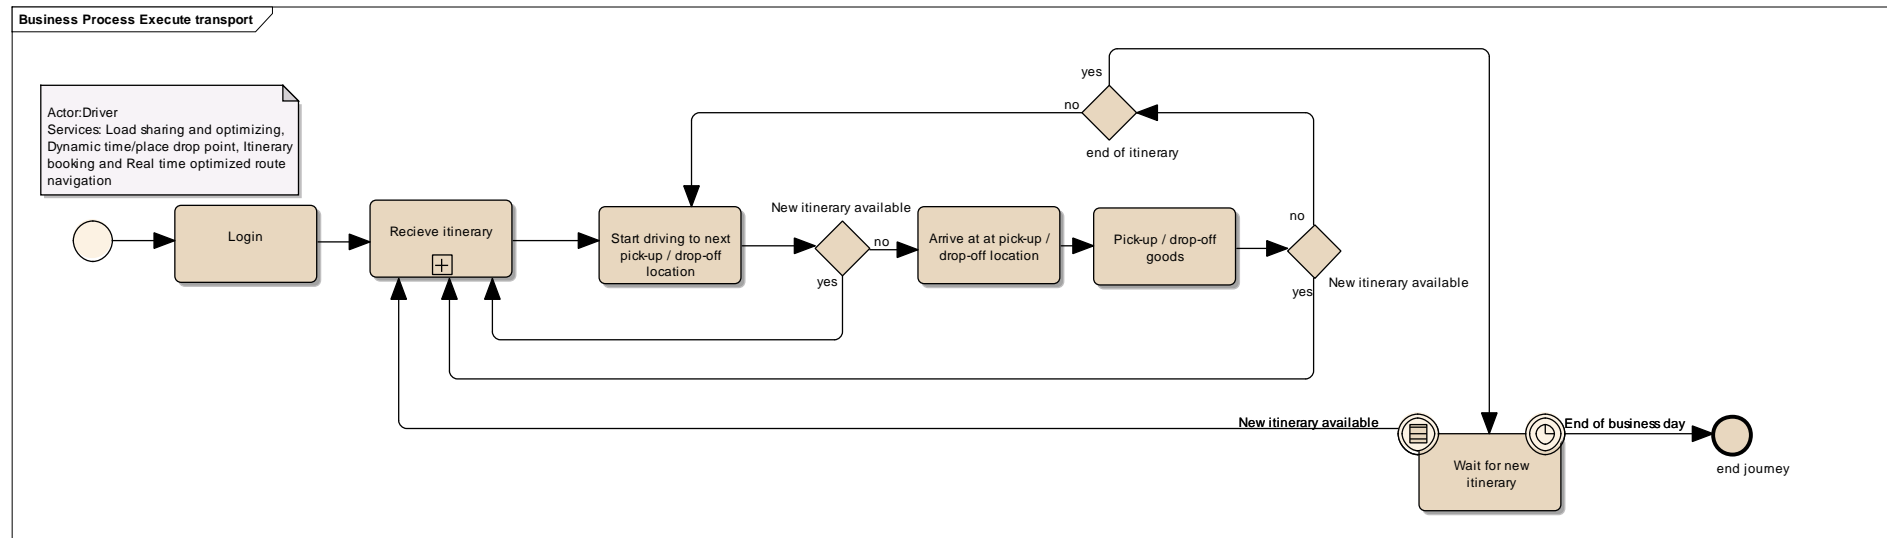 Business Process Execute transport
Actor:Driver
Services: Load sharing and optimizing,
Dynamic time/place drop point, Itinerary
booking and Real time optimized route
navigation
yes
no
end of itinerary
Login
Recieve itinerary
Start driving to next
pick-up / drop-off
location
New itinerary available
no
yes
Arrive at at pick-up /
drop-off location
Pick-up / drop-off
goods
no
yes
New itinerary available
New itinerary available
End of business day
Wait for new
itinerary
end journey